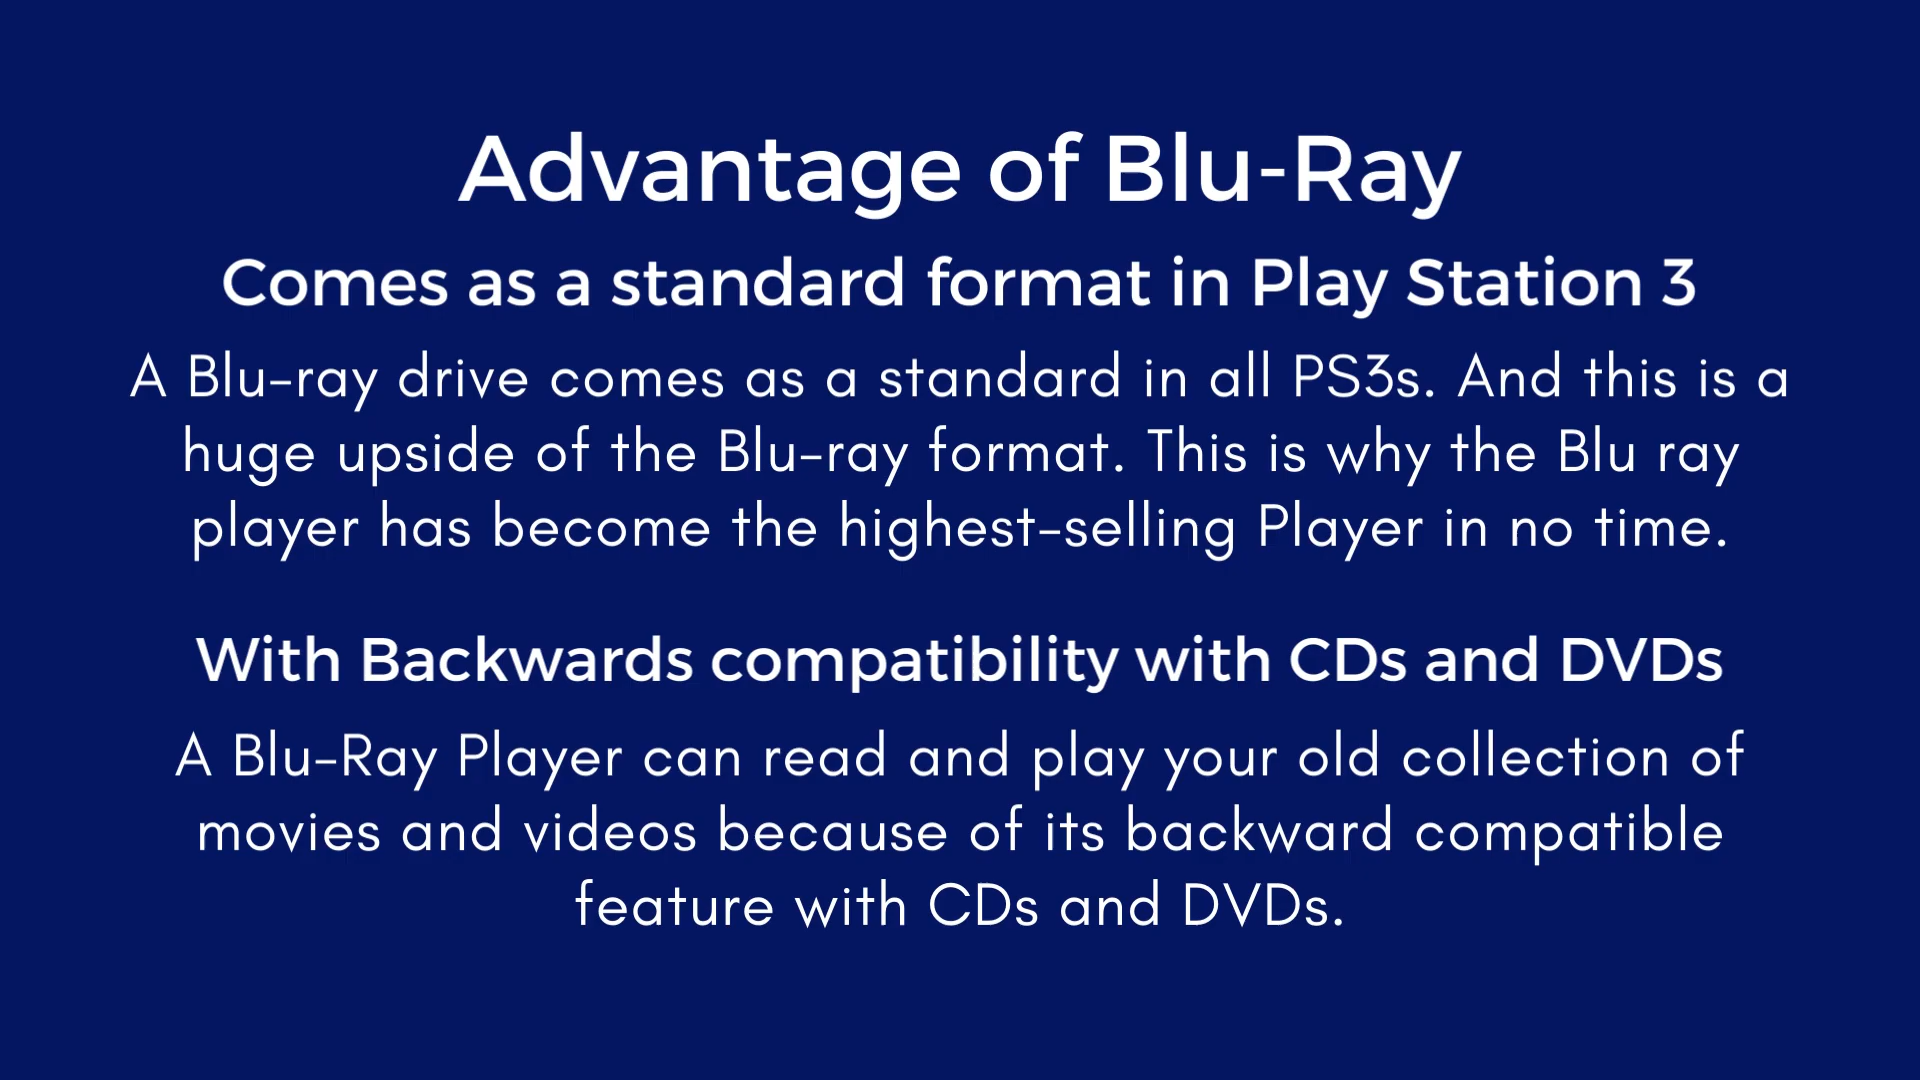 Advantage of Blu-Ray
Comes as a standard format in Play Station 3
A Blu-ray drive comes as a standard in all PS3s. And this is a
huge upside of the Blu-ray format. This is why the Blu ray
player has become the highest-selling Player in no time.
With Backwards compatibility with CDs and DVDs
A Blu-Ray Player can read and play your old collection of
movies and videos because of its backward compatible
feature with CDs and DVDs.